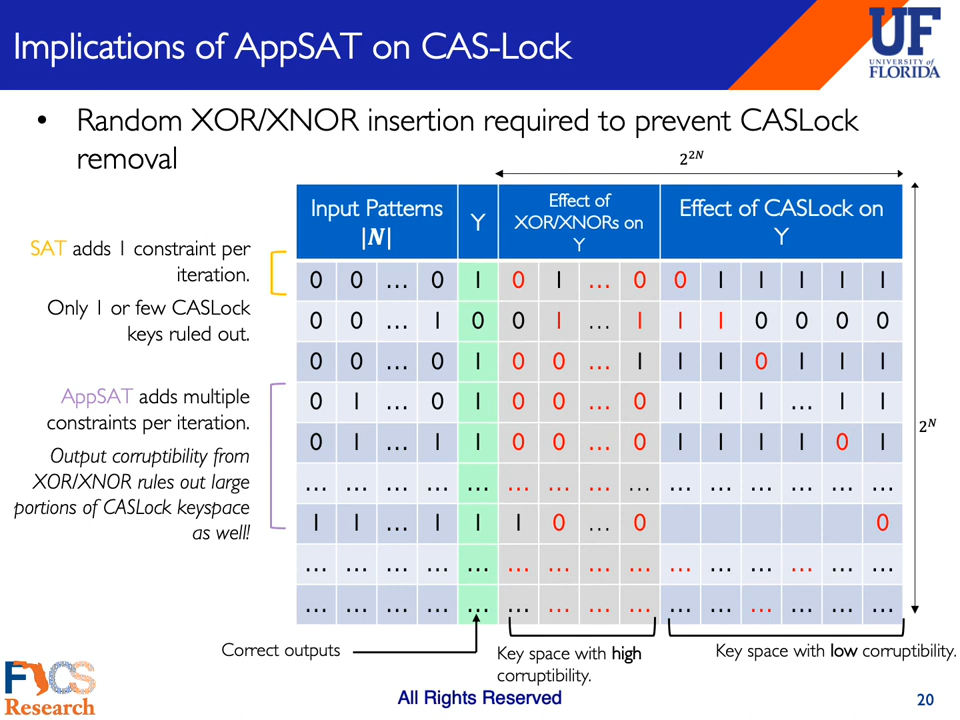 Implications of AppSAT on CAS-Lock
UF
UNIVERSITY of
FLORIDA
• Random XOR/XNOR insertion required to prevent CASLock
removal
2^{2N}
Input Patterns Y Effect of XOR/XNORs on Y Effect of CASLock on Y
|N|
0 0 … 0 1 0 1 … 0 0 1 1 1 1 1
0 0 … 1 0 0 1 … 1 1 1 0 0 0 0
0 0 … 0 1 0 0 … 1 1 1 0 1 1 1
0 1 … 0 1 0 0 … 0 1 1 1 … 1 1
0 1 … 1 1 0 0 … 0 1 1 1 1 0 1
… … … … … … … … … … … … … … …
1 1 … 1 1 1 0 … 0 0
… … … … … … … … … … … … … … …
… … … … … … … … … … … … … … …
SAT adds 1 constraint per
iteration.
Only 1 or few CASLock
keys ruled out.
AppSAT adds multiple
constraints per iteration.
Output corruptibility from
XOR/XNOR rules out large
portions of CASLock keyspace
as well!
2^N
Correct outputs
Key space with high
corruptibility.
Key space with low corruptibility.
FICS
Research
All Rights Reserved
20